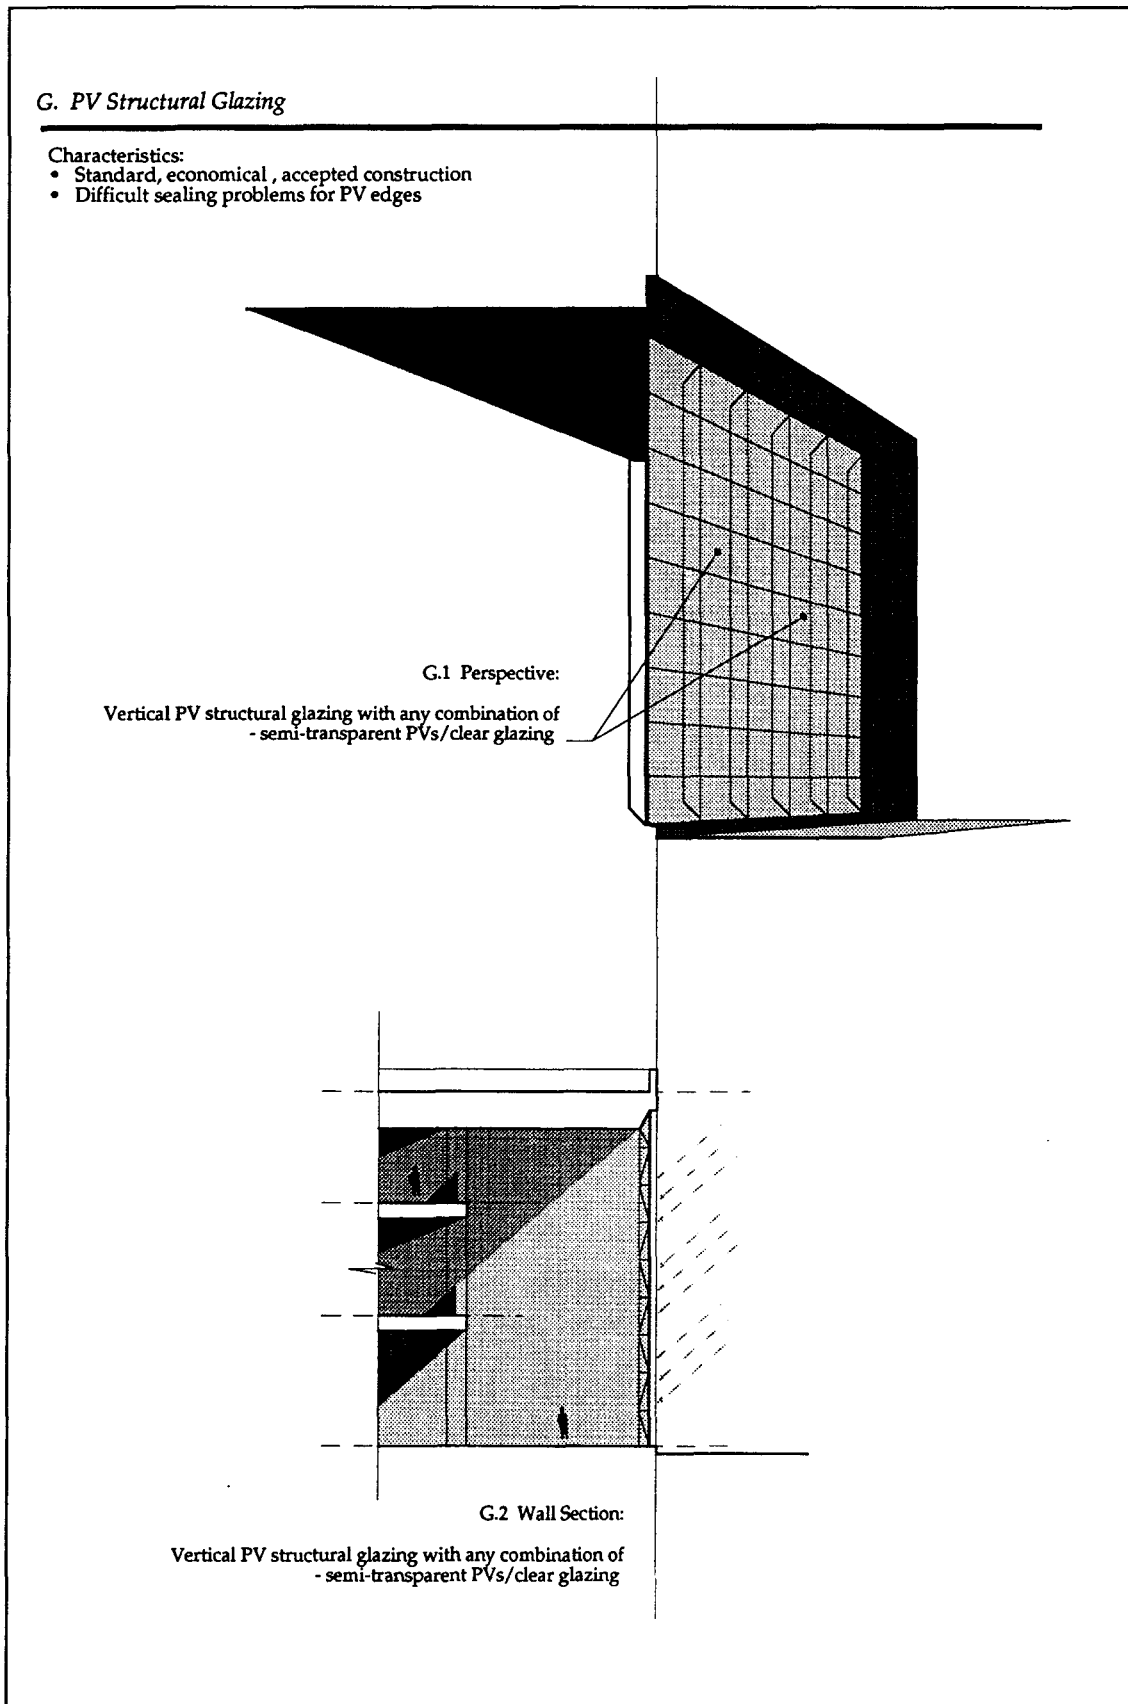 G. PV Structural Glazing
Characteristics:
• Standard, economical , accepted construction
• Difficult sealing problems for PV edges
G.1 Perspective:
Vertical PV structural glazing with any combination of
- semi-transparent PVs/clear glazing
G.2 Wall Section:
Vertical PV structural glazing with any combination of
- semi-transparent PVs/clear glazing